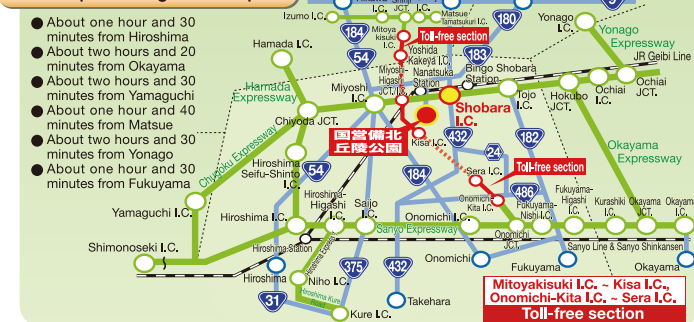 ● About one hour and 30
minutes from Hiroshima
● About two hours and 20
minutes from Okayama
● About two hours and 30
minutes from Yamaguchi
● About one hour and 40
minutes from Matsue
● About two hours and 30
minutes from Yonago
● About one hour and 30
minutes from Fukuyama
Izumo I.C.
JCT.
I.C.
Matsue
Tamatsukuri I.C.
180
Yonago
I.C.
Yonago
Expressway
JR Geibi Line
184
54
Mitoya
kisuki
I.C.
Toll-free section
Yoshida
Kakeya I.C.
183
Hamada I.C.
Hamada
Expressway
Miyoshi
I.C.
Miyoshi-
Higashi
JCT./I.C.
Nanatsuka
Station
Bingo Shobara
Station
Shobara
I.C.
Tojo
I.C.
Hokubo
JCT.
Ochiai
I.C.
Ochiai
JCT.
Chiyoda JCT.
国営備北
丘陵公園
Kisa I.C.
432
24
182
Okayama
Expressway
Chugoku Expressway
Hiroshima
Seifu-Shinto
I.C.
54
184
Sera I.C.
Toll-free section
486
Onomichi-
Kita I.C.
Yamaguchi I.C.
Hiroshima I.C.
Hiroshima-
Higashi
I.C.
Saijo
I.C.
Onomichi I.C.
Fukuyama-
Nishi I.C.
Fukuyama-
Higashi
I.C.
Kurashiki
I.C.
Okayama
JCT.
Okayama
I.C.
Sanyo Expressway
Onomichi
JCT.
Sanyo Line & Sanyo Shinkansen
Shimonoseki I.C.
Hiroshima Station
Hiroshima
Niho I.C.
375
432
Onomichi
Fukuyama
Okayama
31
Hiroshima Kure
Road
Kure I.C.
Takehara
Mitoyakisuki I.C. ~ Kisa I.C.,
Onomichi-Kita I.C. ~ Sera I.C.
Toll-free section